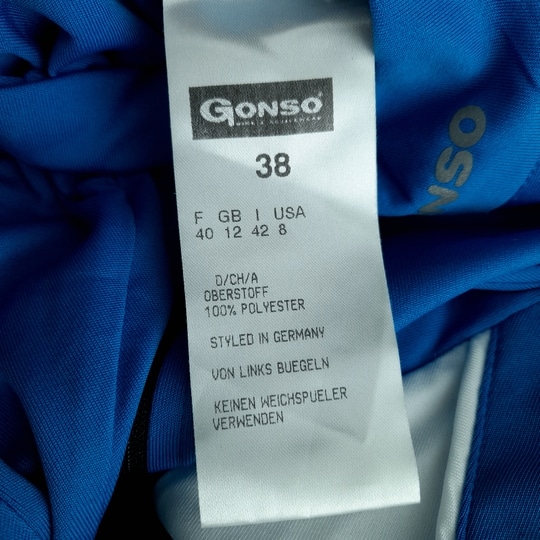 GONSO
38
F GB I USA
40 12 42 8
D/CH/A
OBERSTOFF
100% POLYESTER
STYLED IN GERMANY
VON LINKS BUEGELN
KEINEN WEICHSPUELER
VERWENDEN
NSO